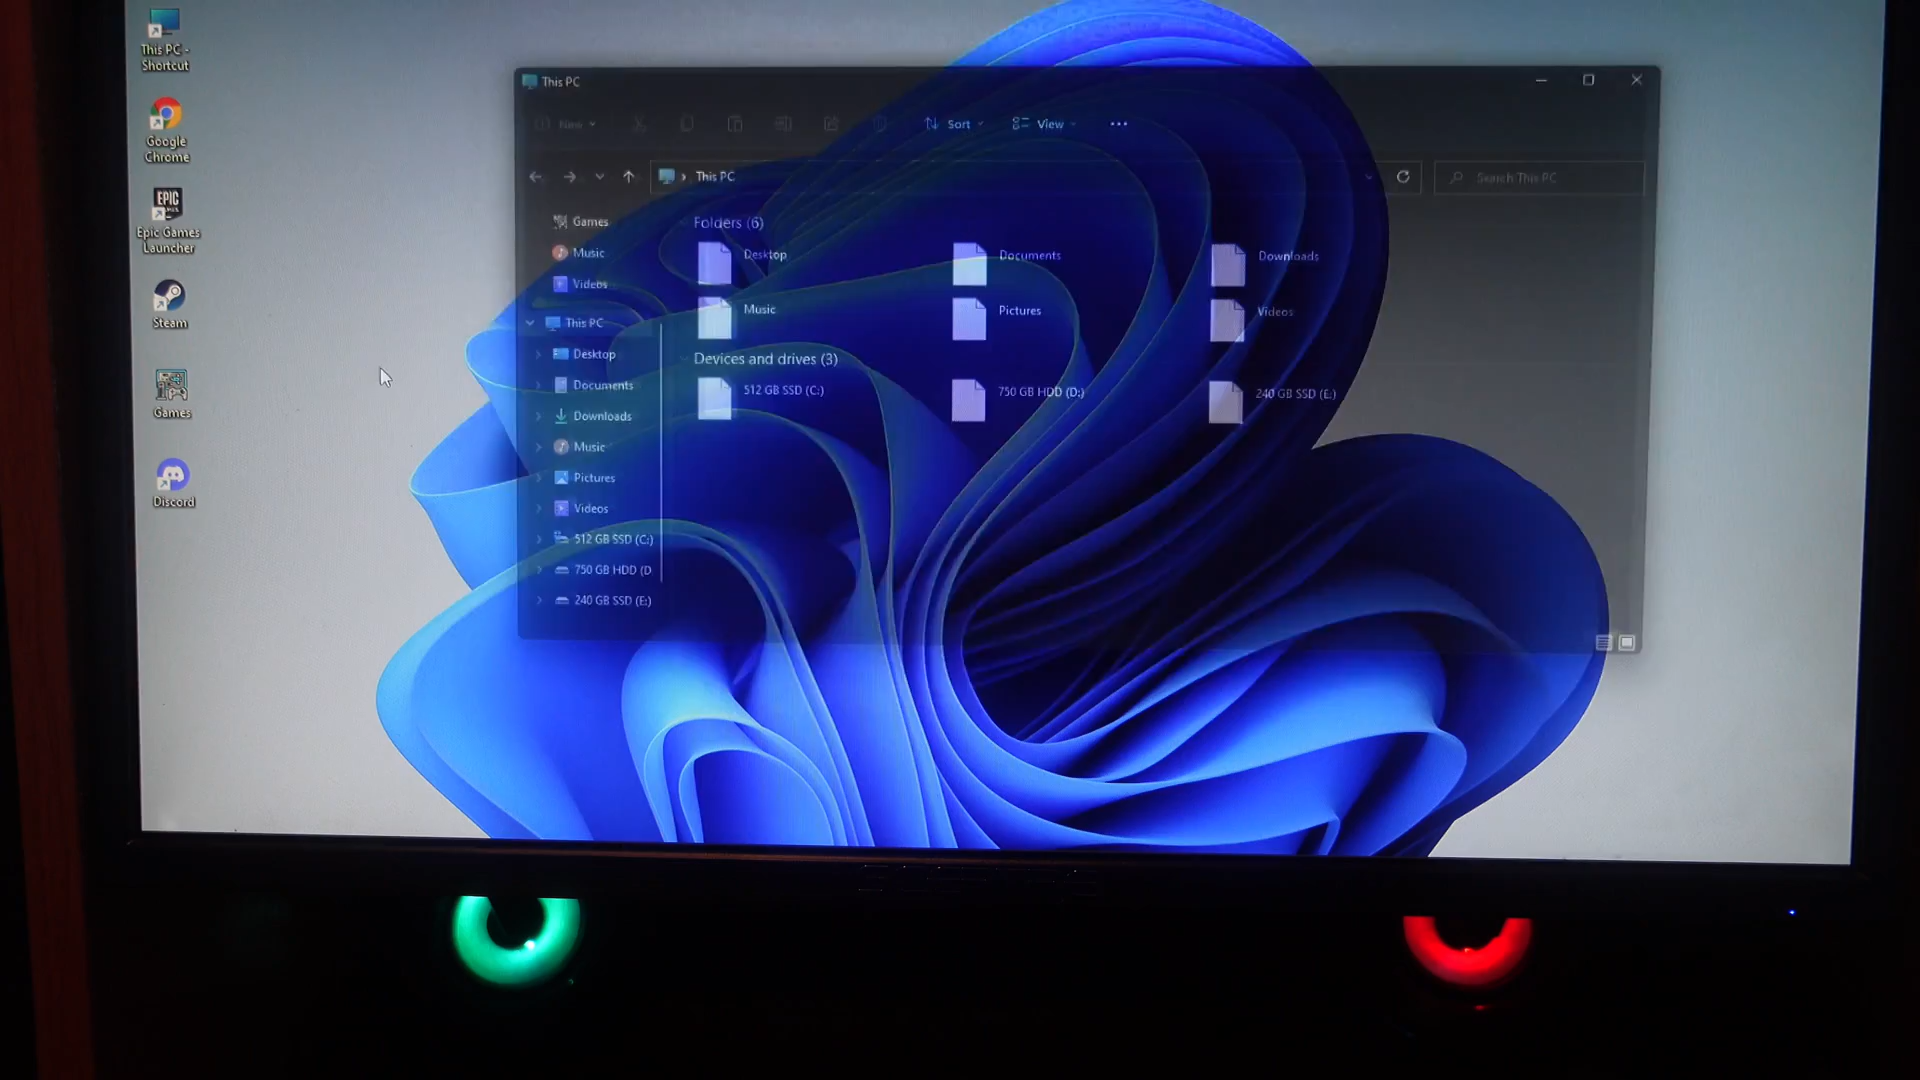 This PC -
Shortcut
Google
Chrome
EPIC
Epic Games
Launcher
Steam
Games
Discord
This PC
New
Sort
View
This PC
Search This PC
Games
Music
Videos
This PC
Desktop
Documents
Downloads
Music
Pictures
Videos
512 GB SSD (C:)
750 GB HDD (D
240 GB SSD (E:)
Folders (6)
Desktop
Documents
Downloads
Music
Pictures
Videos
Devices and drives (3)
512 GB SSD (C:)
750 GB HDD (D:)
240 GB SSD (E:)